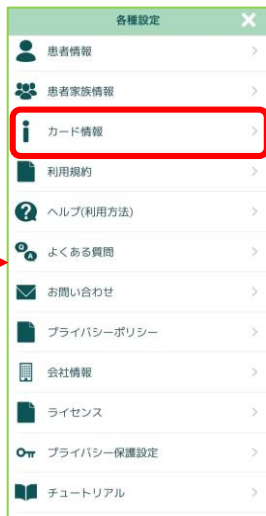 各種設定
患者情報
患者家族情報
カード情報
利用規約
ヘルプ(利用方法)
よくある質問
お問い合わせ
プライバシーポリシー
会社情報
ライセンス
プライバシー保護設定
チュートリアル